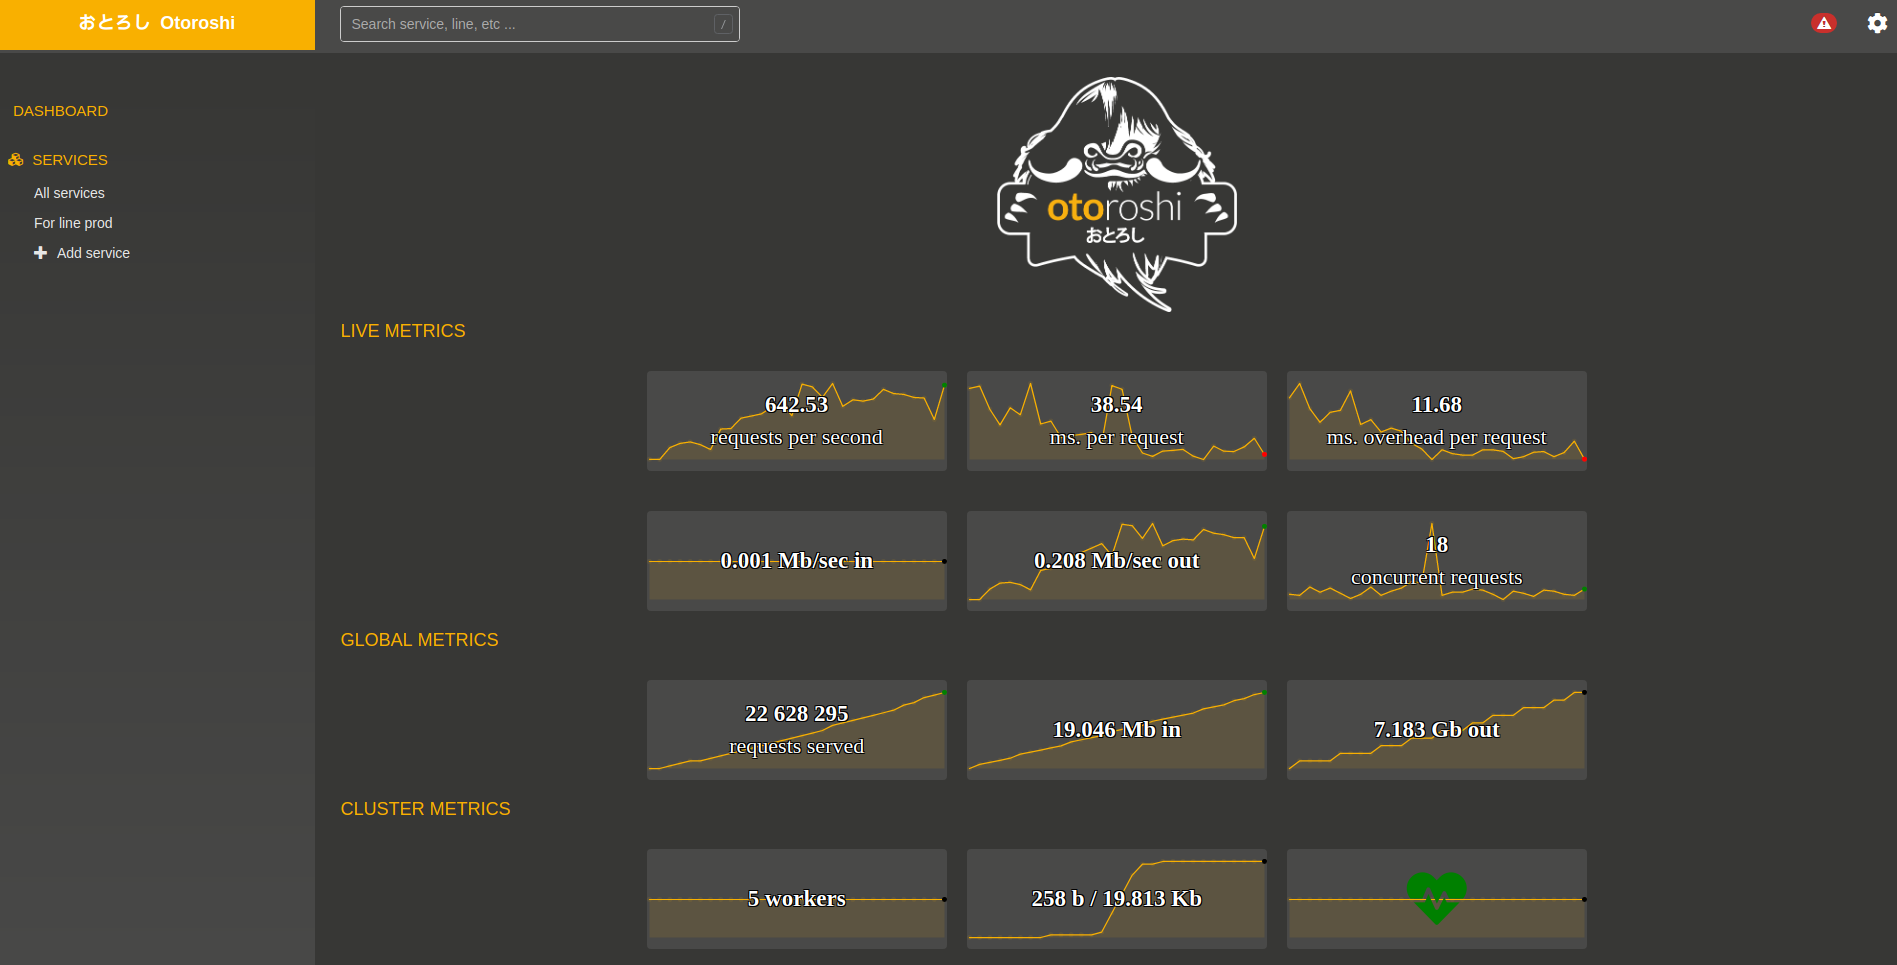 おとろし Otoroshi
Search service, line, etc ...
/
DASHBOARD
SERVICES
All services
For line prod
Add service
otoroshi
おとろし
LIVE METRICS
642.53
requests per second
38.54
ms. per request
11.68
ms. overhead per request
0.001 Mb/sec in
0.208 Mb/sec out
18
concurrent requests
GLOBAL METRICS
22 628 295
requests served
19.046 Mb in
7.183 Gb out
CLUSTER METRICS
5 workers
258 b / 19.813 Kb